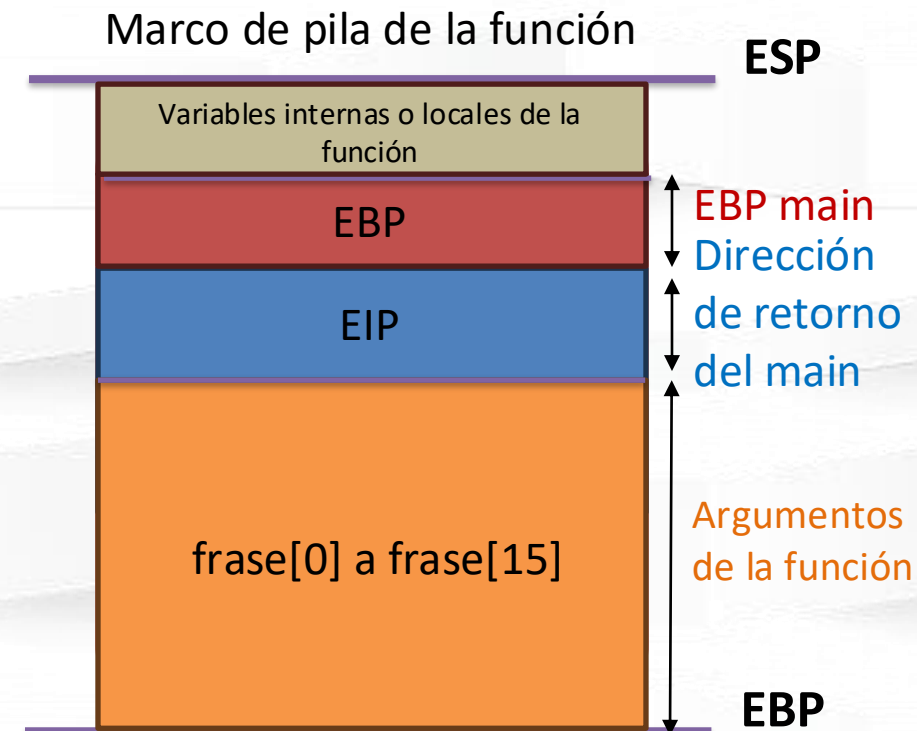 Marco de pila de la función
ESP
Variables internas o locales de la
función
EBP
EBP main
Dirección
de retorno
del main
EIP
frase[0] a frase[15]
Argumentos
de la función
EBP